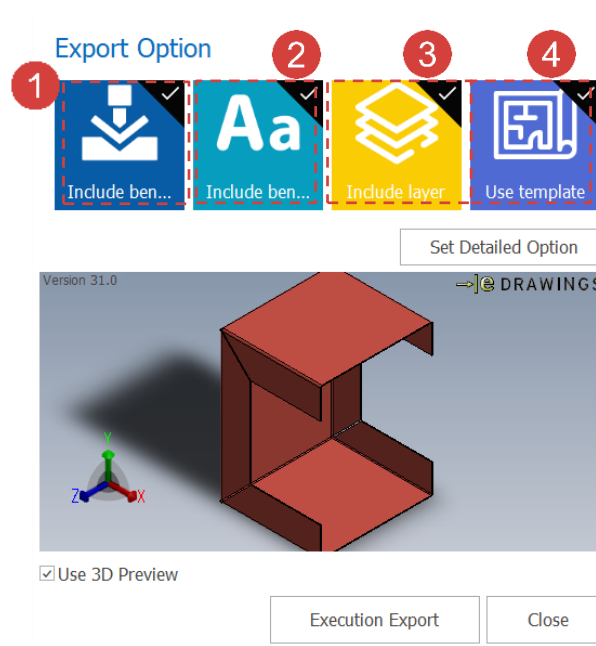 Export Option
1
2
3
4
Aa
Include ben...
Include ben...
Include layer
Use template
Set Detailed Option
Version 31.0
e DRAWINGS
Y
Z
X
Use 3D Preview
Execution Export
Close